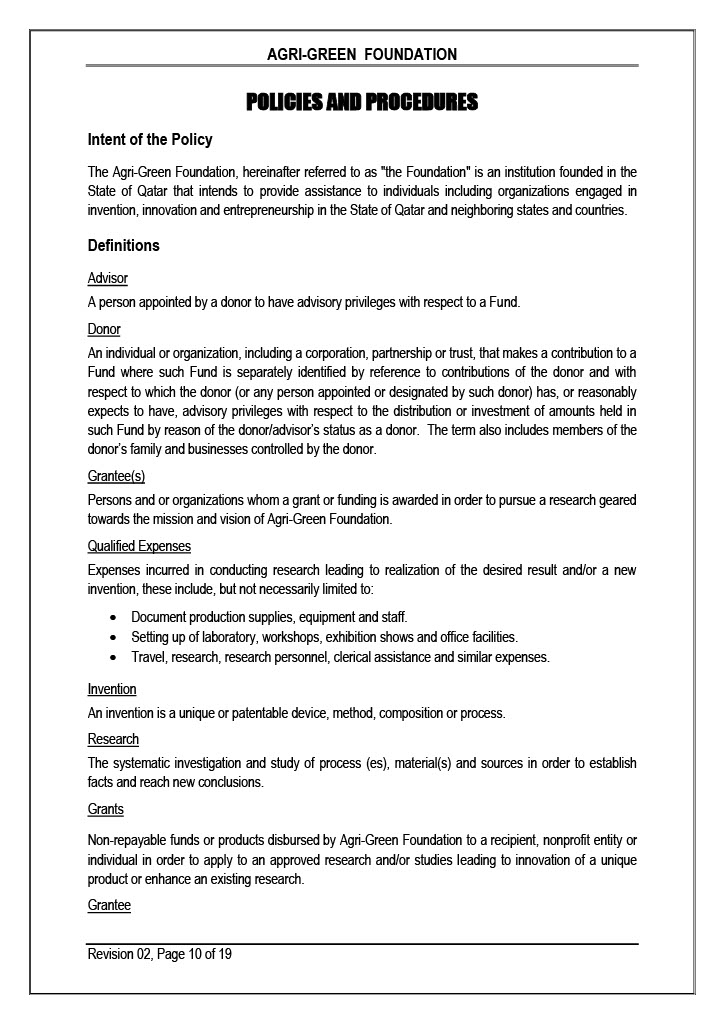 AGRI-GREEN FOUNDATION
POLICIES AND PROCEDURES
Intent of the Policy
The Agri-Green Foundation, hereinafter referred to as "the Foundation" is an institution founded in the
State of Qatar that intends to provide assistance to individuals including organizations engaged in
invention, innovation and entrepreneurship in the State of Qatar and neighboring states and countries.
Definitions
Advisor
A person appointed by a donor to have advisory privileges with respect to a Fund.
Donor
An individual or organization, including a corporation, partnership or trust, that makes a contribution to a
Fund where such Fund is separately identified by reference to contributions of the donor and with
respect to which the donor (or any person appointed or designated by such donor) has, or reasonably
expects to have, advisory privileges with respect to the distribution or investment of amounts held in
such Fund by reason of the donor/advisor's status as a donor. The term also includes members of the
donor's family and businesses controlled by the donor.
Grantee(s)
Persons and or organizations whom a grant or funding is awarded in order to pursue a research geared
towards the mission and vision of Agri-Green Foundation.
Qualified Expenses
Expenses incurred in conducting research leading to realization of the desired result and/or a new
invention, these include, but not necessarily limited to:
• Document production supplies, equipment and staff.
• Setting up of laboratory, workshops, exhibition shows and office facilities.
• Travel, research, research personnel, clerical assistance and similar expenses.
Invention
An invention is a unique or patentable device, method, composition or process.
Research
The systematic investigation and study of process (es), material(s) and sources in order to establish
facts and reach new conclusions.
Grants
Non-repayable funds or products disbursed by Agri-Green Foundation to a recipient, nonprofit entity or
individual in order to apply to an approved research and/or studies leading to innovation of a unique
product or enhance an existing research.
Grantee
Revision 02, Page 10 of 19